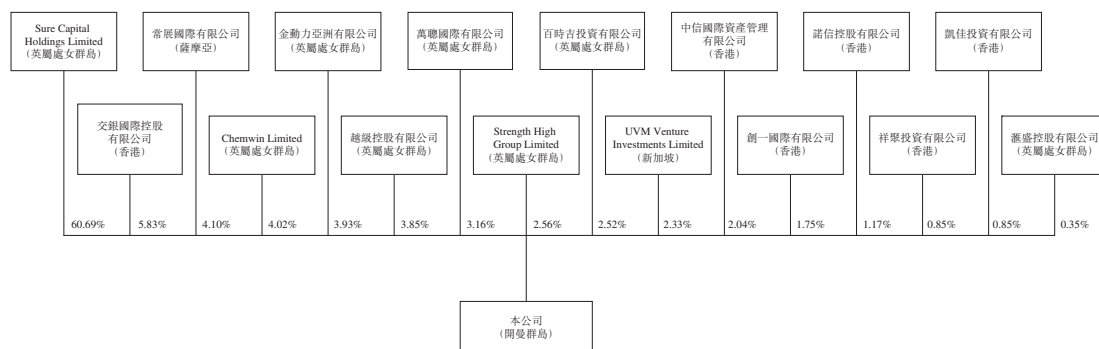 Sure Capital
Holdings Limited
(英屬處女群島)
常展國際有限公司
(薩摩亞)
金動力亞洲有限公司
(英屬處女群島)
萬聰國際有限公司
(英屬處女群島)
百時吉投資有限公司
(英屬處女群島)
中信國際資產管理
有限公司
(香港)
諾信控股有限公司
(香港)
凱佳投資有限公司
(香港)
交銀國際控股
有限公司
(香港)
Chemwin Limited
(英屬處女群島)
越級控股有限公司
(英屬處女群島)
Strength High
Group Limited
(英屬處女群島)
UVM Venture
Investments Limited
(新加坡)
創一國際有限公司
(香港)
祥聚投資有限公司
(香港)
滙盛控股有限公司
(英屬處女群島)
60.69%
5.83%
4.10%
4.02%
3.93%
3.85%
3.16%
2.56%
2.52%
2.33%
2.04%
1.75%
1.17%
0.85%
0.85%
0.35%
本公司
(開曼群島)